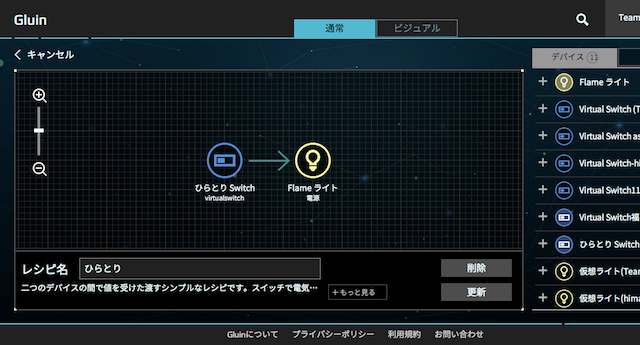 Gluin
通常
ビジュアル
Team
キャンセル
デバイス 11
Flame ライト
Virtual Switch (T
Virtual Switch as
Virtual Switch-H
Virtual Switch11
Virtual Switch福
ひらとり Switch
仮想ライト(Tea
仮想ライト(hima
ひらとり Switch
virtualswitch
Flame ライト
電源
レシピ名
ひらとり
削除
二つのデバイスの間で値を受けた渡すシンプルなレシピです。スイッチで電気…
+もっと見る
更新
Gluinについて
プライバシーポリシー
利用規約
お問い合わせ